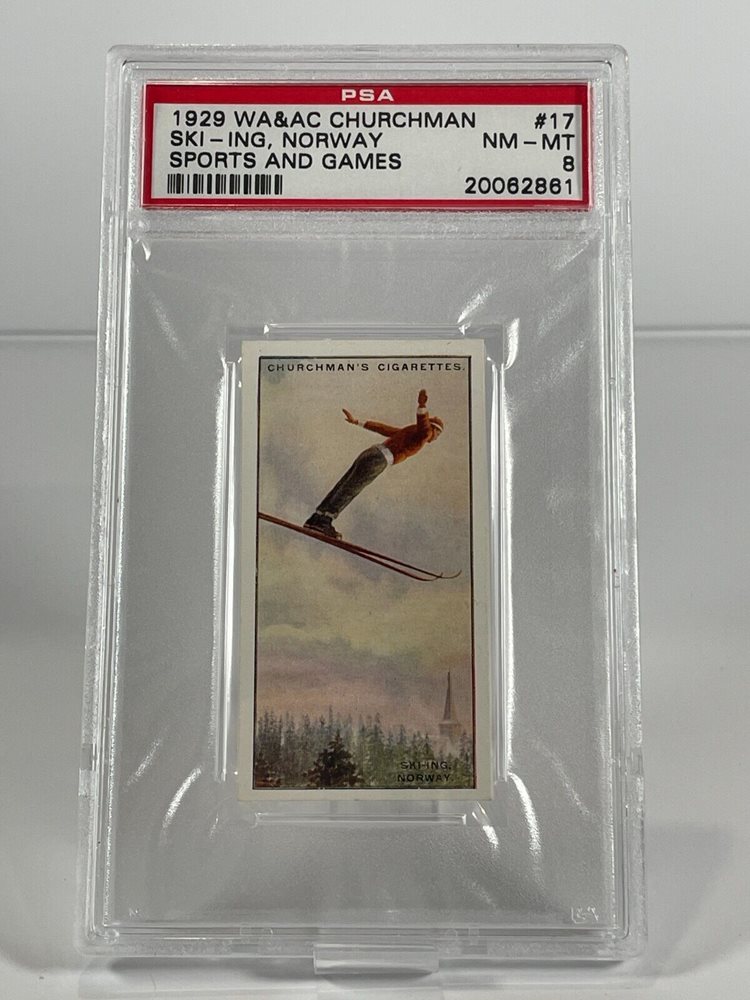 PSA
1929 WA&AC CHURCHMAN #17
SKI-ING, NORWAY NM-MT
SPORTS AND GAMES 8
20062861
CHURCHMAN'S CIGARETTES.
SKI-ING,
NORWAY.